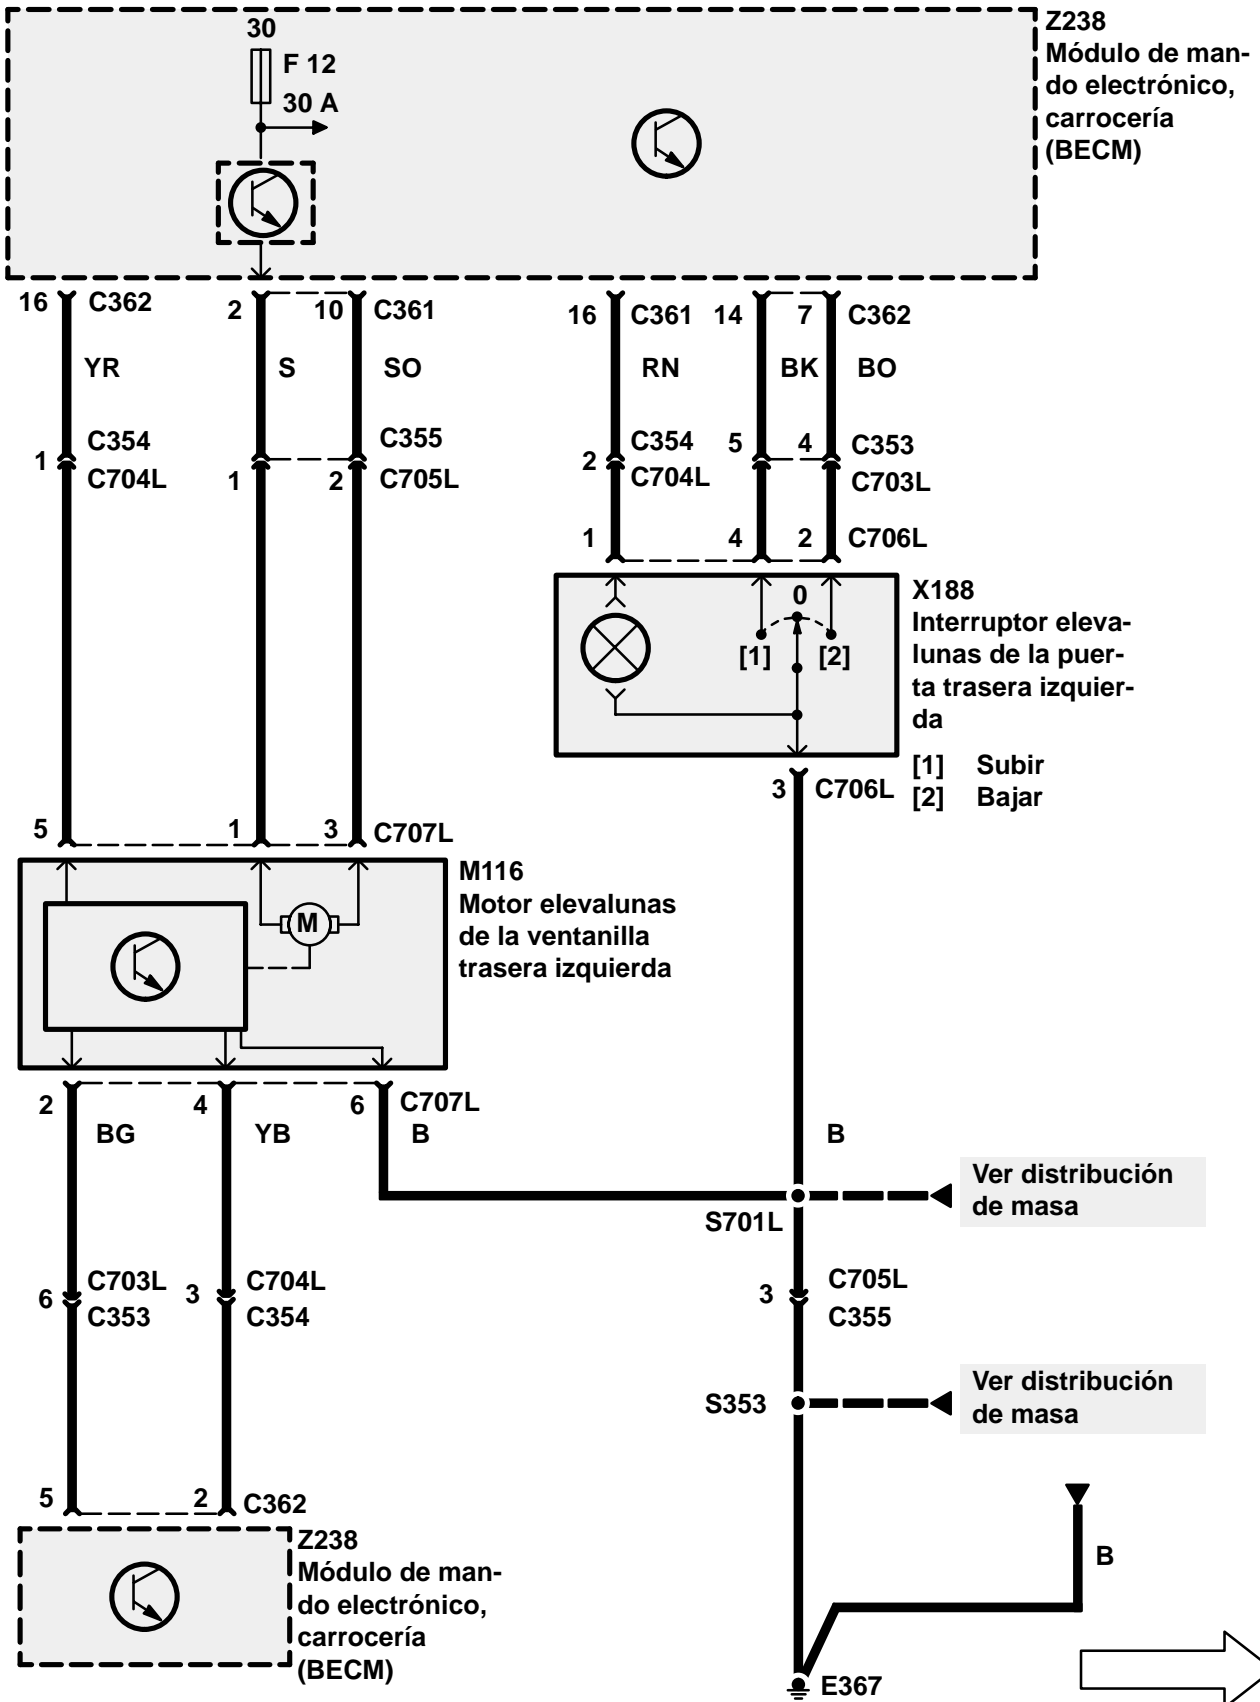 30
F 12
30 A
Z238
Módulo de man-
do electrónico,
carrocería
(BECM)
16 C362 2 10 C361 16 C361 14 7 C362
YR S SO RN BK BO
1 C354 C355 2 C354 5 4 C353
C704L 1 2 C705L C704L C703L
1 4 2 C706L
X188
Interruptor eleva-
lunas de la puer-
ta trasera izquier-
da
0
[1] [2]
[1] Subir
[2] Bajar
3 C706L
5 1 3 C707L
M116
Motor elevalunas
de la ventanilla
trasera izquierda
M
2 4 6 C707L
BG YB B B
Ver distribución
de masa
S701L
6 C703L 3 C704L 3 C705L
C353 C354 C355
S353
Ver distribución
de masa
5 2 C362
Z238
Módulo de man-
do electrónico,
carrocería
(BECM)
B
E367